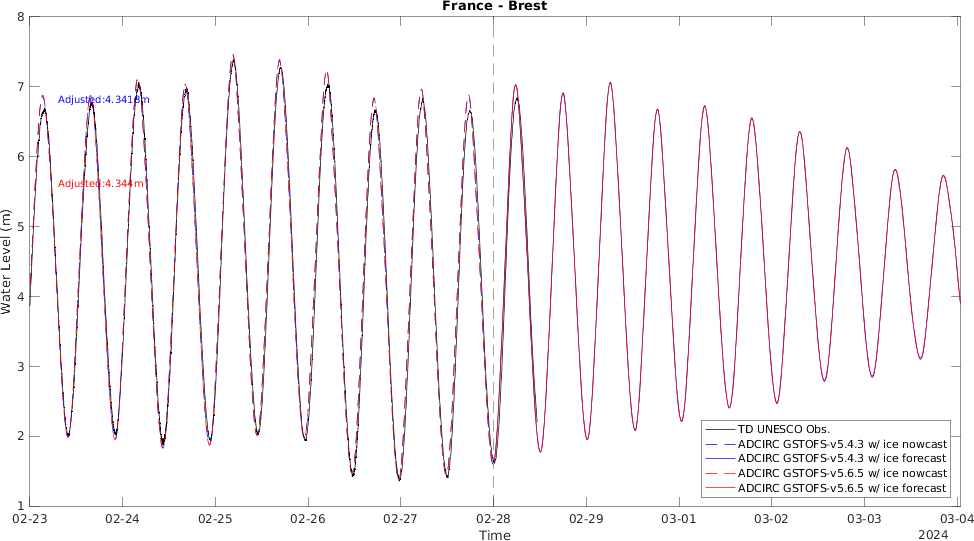 France - Brest
8
7
6
5
4
3
2
1
Water Level (m)
Adjusted:4.3418m
Adjusted:4.344m
TD UNESCO Obs.
ADCIRC GSTOFS-v5.4.3 w/ ice nowcast
ADCIRC GSTOFS-v5.4.3 w/ ice forecast
ADCIRC GSTOFS-v5.6.5 w/ ice nowcast
ADCIRC GSTOFS-v5.6.5 w/ ice forecast
02-23 02-24 02-25 02-26 02-27 02-28 02-29 03-01 03-02 03-03 03-04
Time
2024